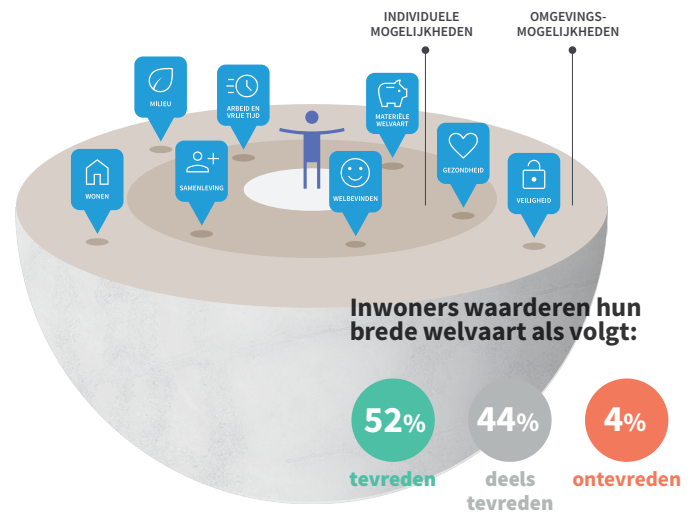 INDIVIDUELE
MOGELIJKHEDEN
OMGEVINGS-
MOGELIJKHEDEN
MILIEU
ARBEID EN
VRIJE TIJD
MATERIËLE
WELVAART
GEZONDHEID
WONEN
SAMENLEVING
WELBEVINDEN
VEILIGHEID
Inwoners waarderen hun
brede welvaart als volgt:
52%
tevreden
44%
deels
tevreden
4%
ontevreden